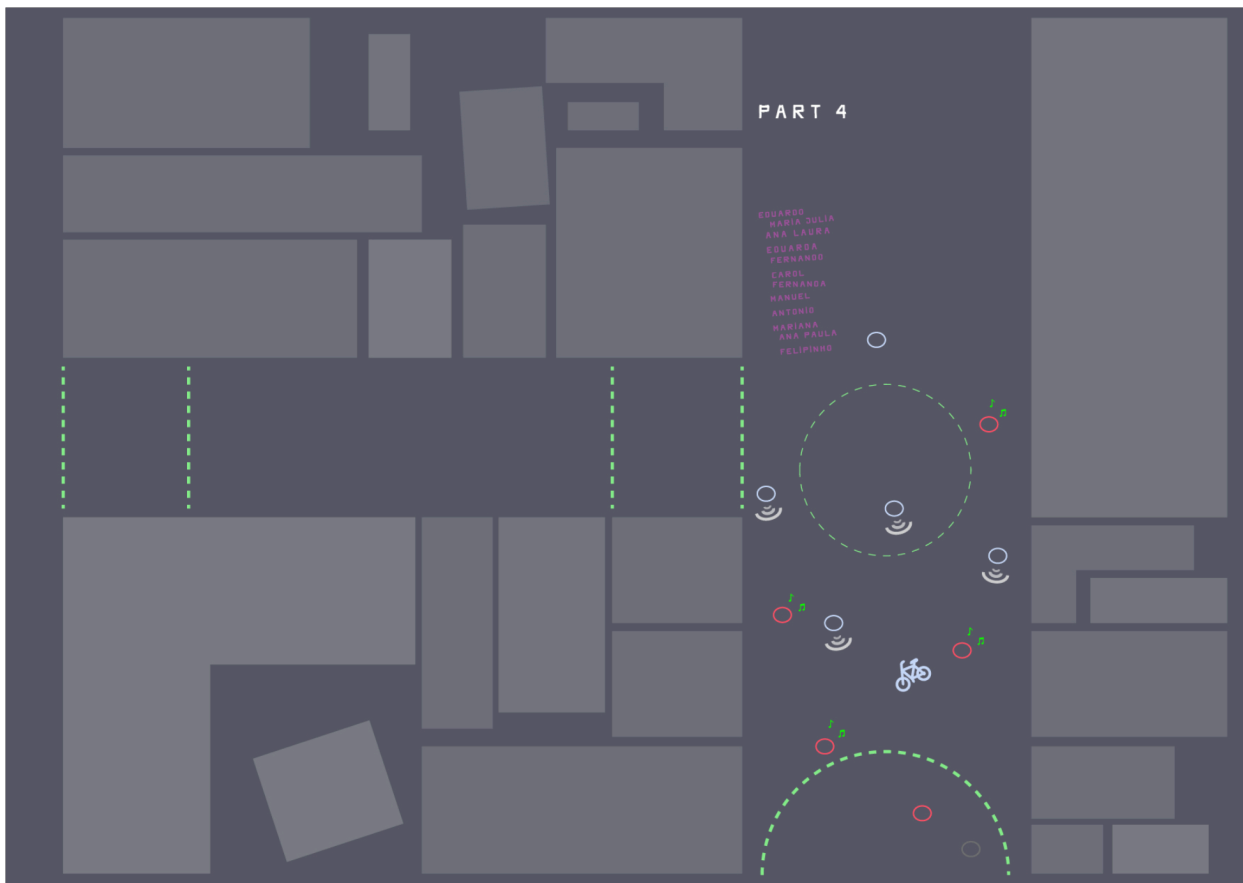 PART 4
EDUARDO
MARIA JULIA
ANA LAURA
EDUARDA
FERNANDO
CAROL
FERNANDA
MANUEL
ANTONIO
MARIANA
ANA PAULA
FELIPINHO